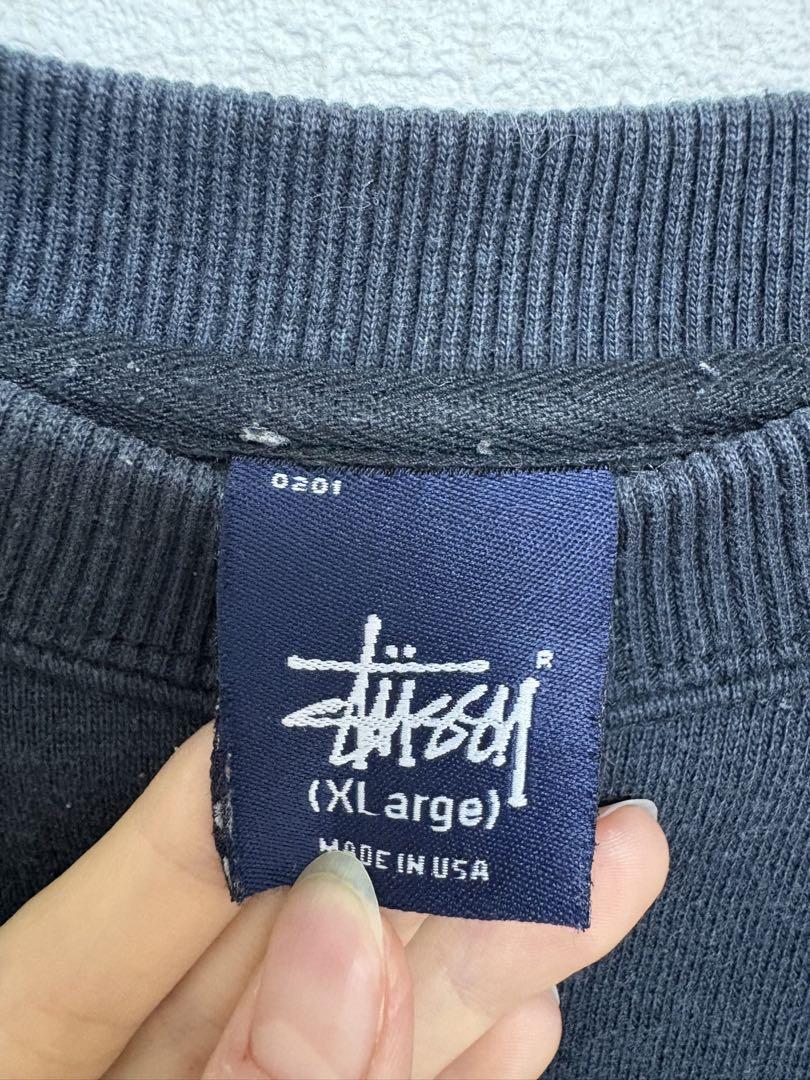 0201
Stüssy
R
(XLarge)
MADE IN USA